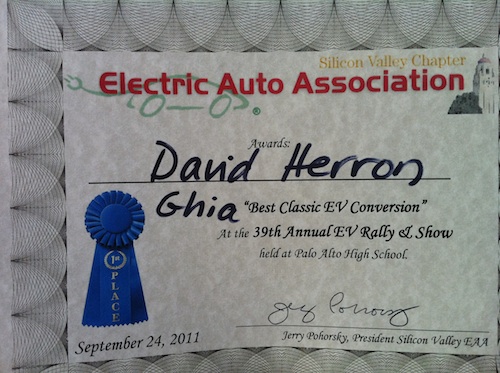 Silicon Valley Chapter
Electric Auto Association
®
Awards:
David Herron
Ghia "Best Classic EV Conversion"
At the 39th Annual EV Rally & Show
held at Palo Alto High School.
1st
PLACE
September 24, 2011
Jerry Pohorsky, President Silicon Valley EAA